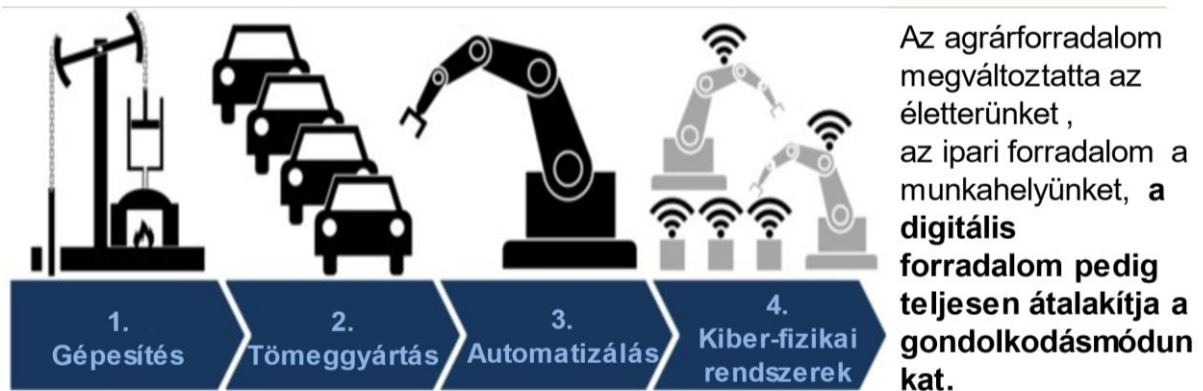 Az agrárforradalom
megváltoztatta az
életterünket ,
az ipari forradalom a
munkahelyünket, a
digitális
forradalom pedig
teljesen átalakítja a
gondolkodásmódun
kat.
1.
Gépesítés
2.
Tömeggyártás
3.
Automatizálás
4.
Kiber-fizikai
rendszerek